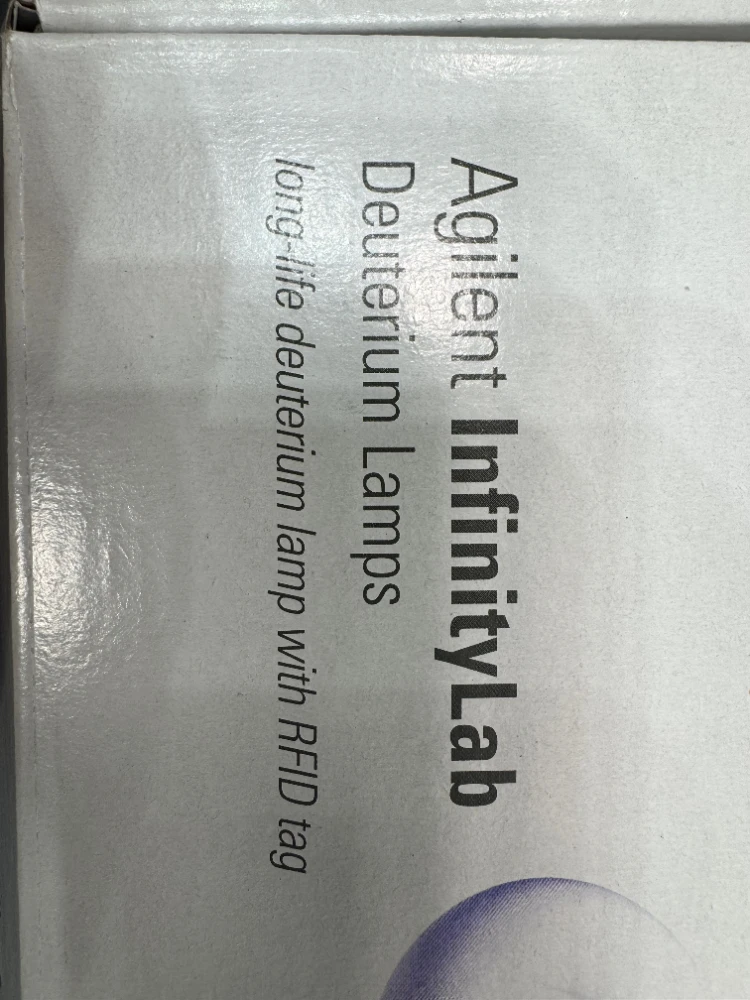 Agilent InfinityLab
Deuterium Lamps
long-life deuterium lamp with RFID tag